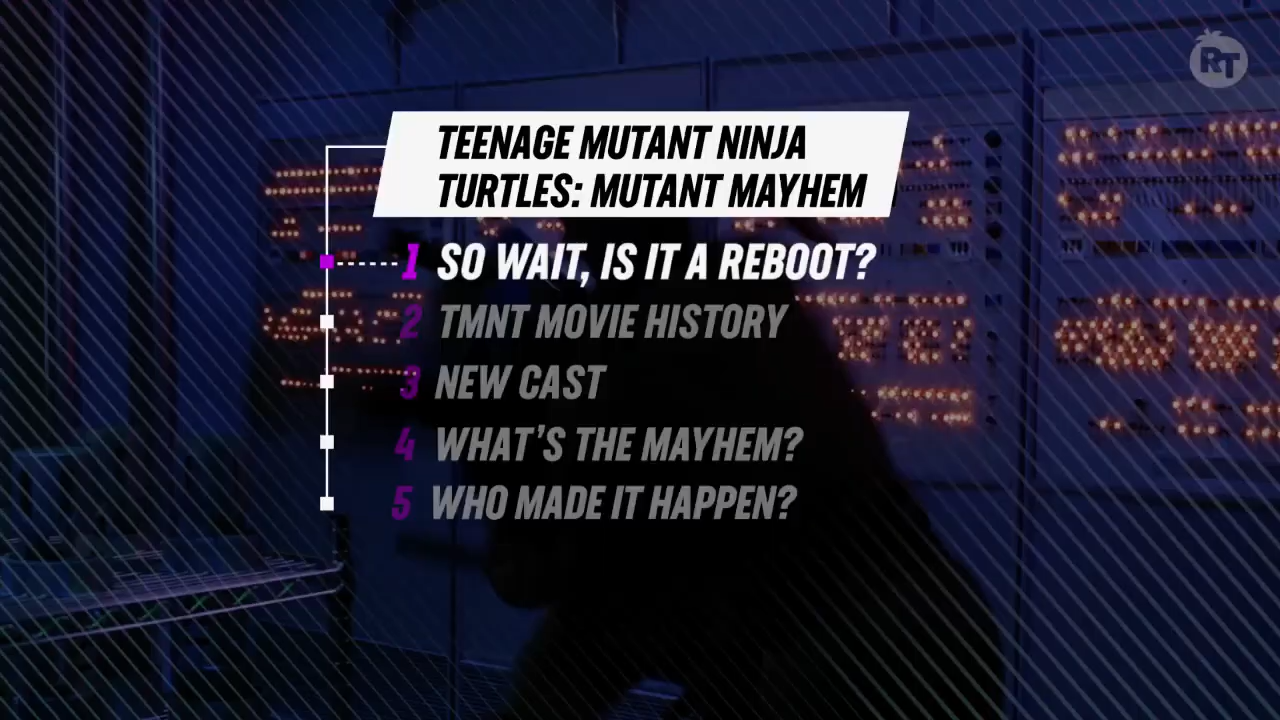 RT
TEENAGE MUTANT NINJA
TURTLES: MUTANT MAYHEM
1 SO WAIT, IS IT A REBOOT?
2 TMNT MOVIE HISTORY
3 NEW CAST
4 WHAT'S THE MAYHEM?
5 WHO MADE IT HAPPEN?